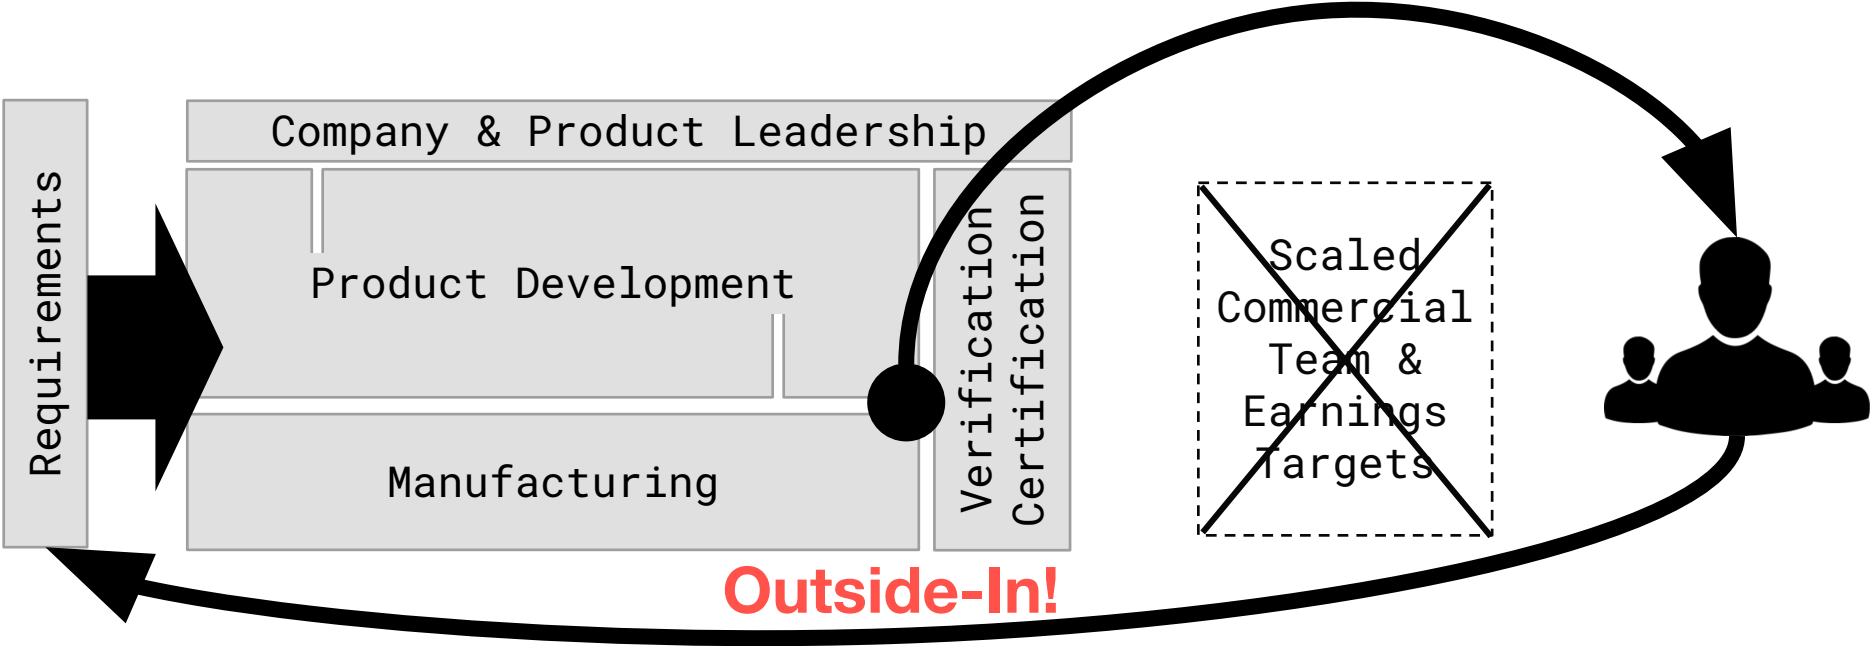 Requirements
Company & Product Leadership
Product Development
Manufacturing
Verification
Certification
Scaled
Commercial
Team &
Earnings
Targets
Outside-In!